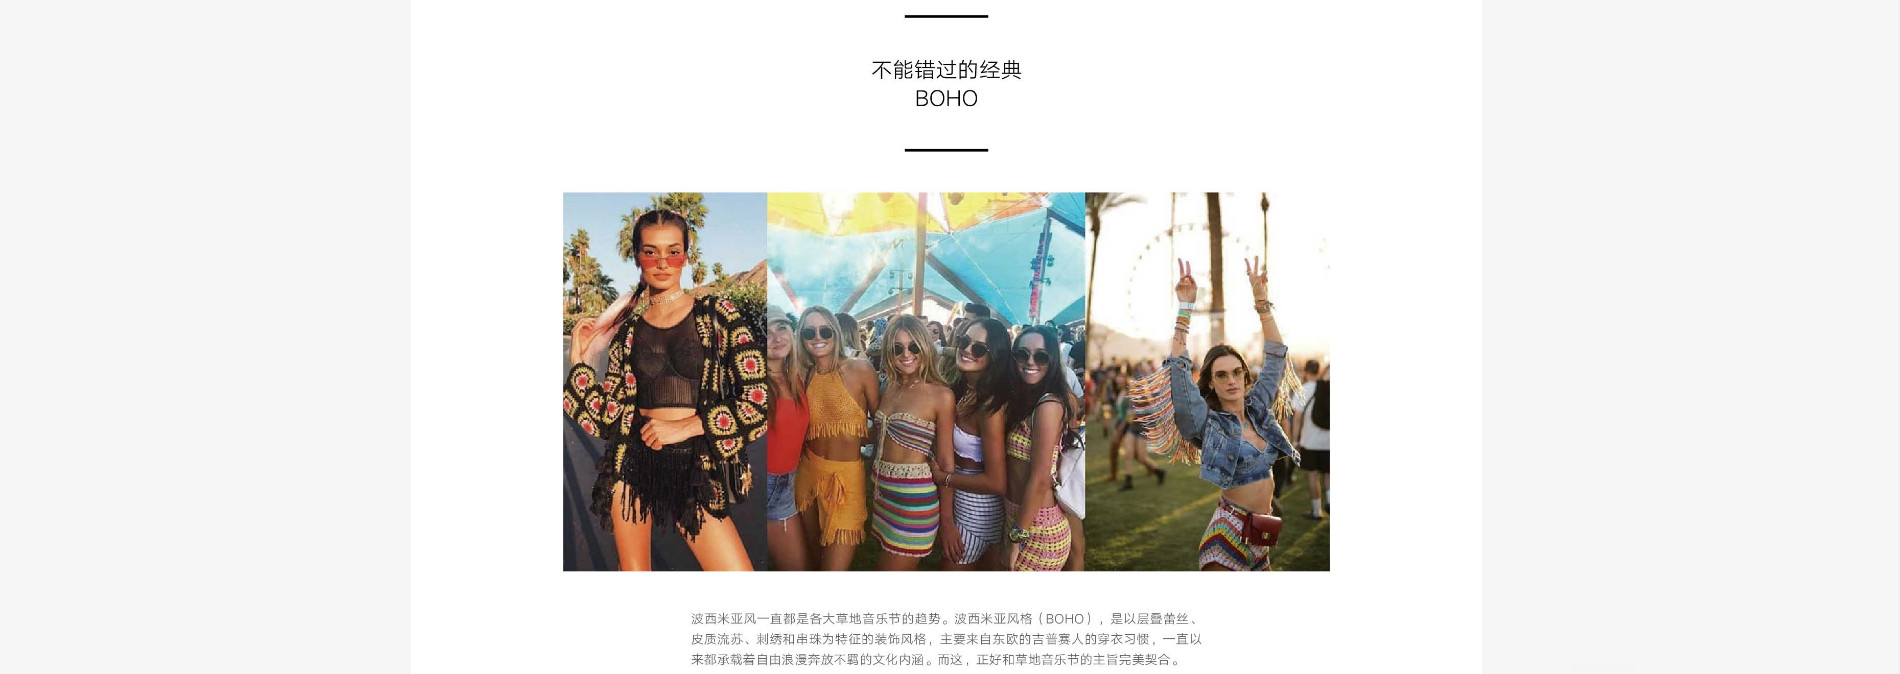 不能错过的经典
BOHO
波西米亚风一直都是各大草地音乐节的趋势。波西米亚风格（BOHO），是以层叠蕾丝、
皮质流苏、刺绣和串珠为特征的装饰风格，主要来自东欧的吉普赛人的穿衣习惯，一直以
来都承载着自由浪漫奔放不羁的文化内涵。而这，正好和草地音乐节的主旨完美契合。